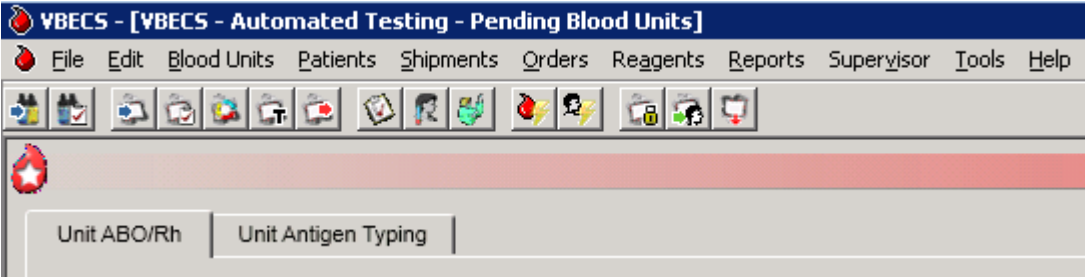 VBECS - [VBECS - Automated Testing - Pending Blood Units]
File Edit Blood Units Patients Shipments Orders Reagents Reports Supervisor Tools Help
Unit ABO/Rh Unit Antigen Typing